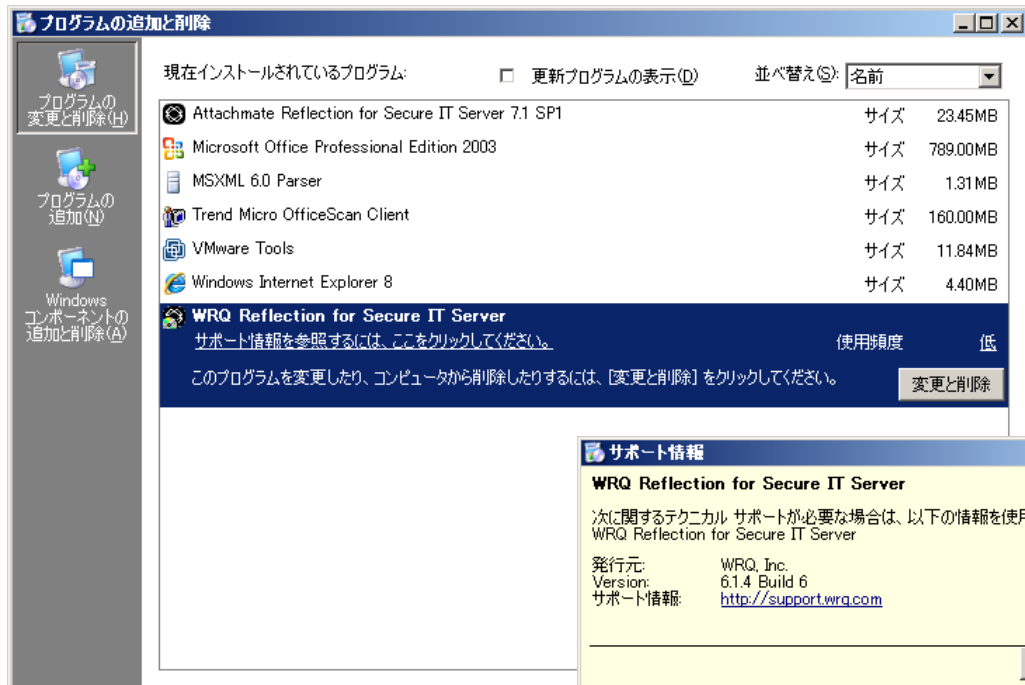 プログラムの追加と削除
プログラムの
変更と削除(H)
プログラムの
追加(N)
Windows
コンポーネントの
追加と削除(A)
現在インストールされているプログラム: 更新プログラムの表示(D) 並べ替え(S): 名前
Attachmate Reflection for Secure IT Server 7.1 SP1 サイズ 23.45MB
Microsoft Office Professional Edition 2003 サイズ 789.00MB
MSXML 6.0 Parser サイズ 1.31MB
Trend Micro OfficeScan Client サイズ 160.00MB
VMware Tools サイズ 11.84MB
Windows Internet Explorer 8 サイズ 4.40MB
WRQ Reflection for Secure IT Server
サポート情報を参照するには、ここをクリックしてください。 使用頻度 低
このプログラムを変更したり、コンピュータから削除したりするには、[変更と削除] をクリックしてください。 変更と削除
サポート情報
WRQ Reflection for Secure IT Server
次に関するテクニカル サポートが必要な場合は、以下の情報を使用
WRQ Reflection for Secure IT Server
発行元: WRQ, Inc.
Version: 6.1.4 Build 6
サポート情報: http://support.wrq.com